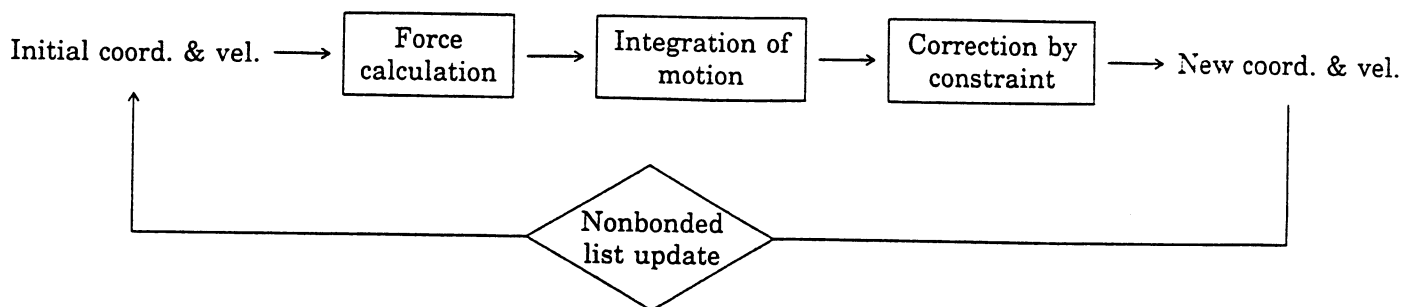 Initial coord. & vel.
Force
calculation
Integration of
motion
Correction by
constraint
New coord. & vel.
Nonbonded
list update